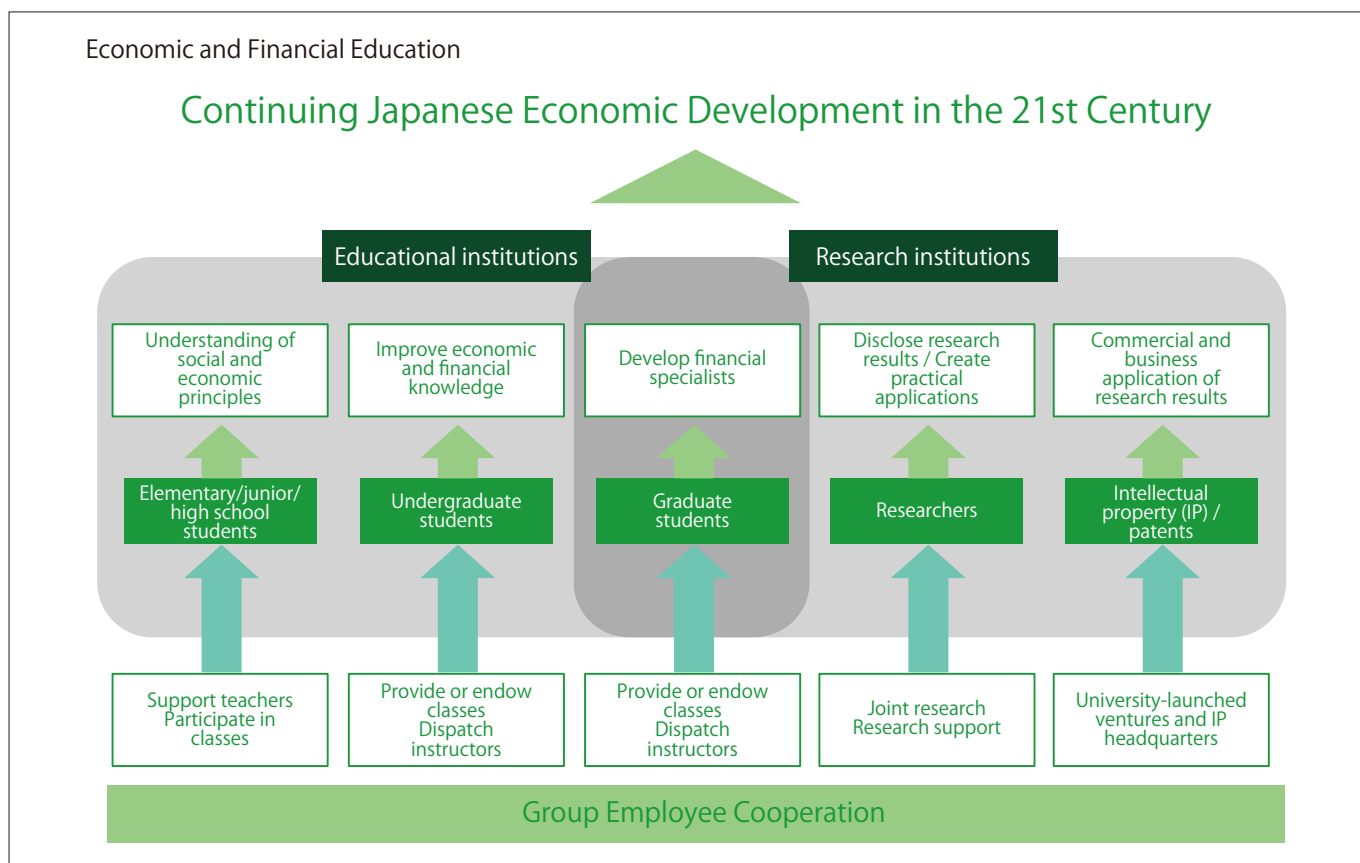 Economic and Financial Education
Continuing Japanese Economic Development in the 21st Century
Educational institutions
Research institutions
Understanding of
social and
economic
principles
Improve economic
and financial
knowledge
Develop financial
specialists
Disclose research
results / Create
practical
applications
Commercial and
business
application of
research results
Elementary/junior/
high school
students
Undergraduate
students
Graduate
students
Researchers
Intellectual
property (IP) /
patents
Support teachers
Participate in
classes
Provide or endow
classes
Dispatch
instructors
Provide or endow
classes
Dispatch
instructors
Joint research
Research support
University-launched
ventures and IP
headquarters
Group Employee Cooperation